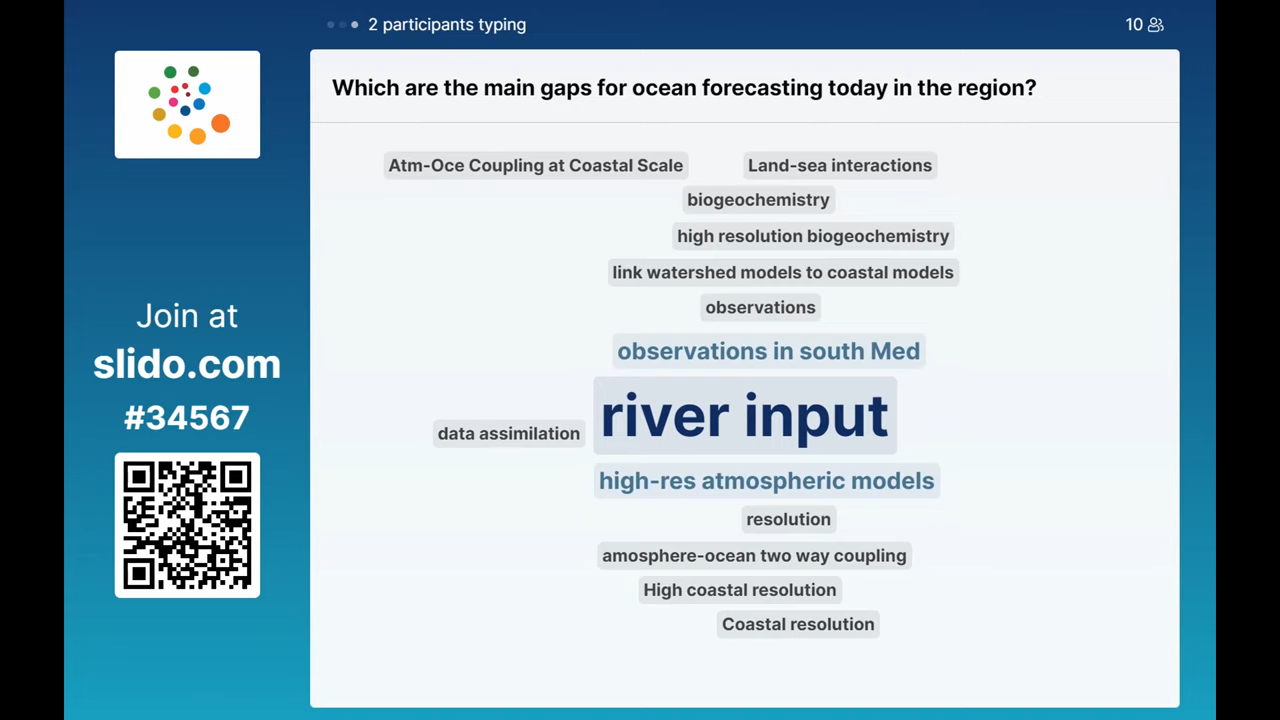 2 participants typing
10
Which are the main gaps for ocean forecasting today in the region?
Atm-Oce Coupling at Coastal Scale
Land-sea interactions
biogeochemistry
high resolution biogeochemistry
link watershed models to coastal models
observations
observations in south Med
river input
data assimilation
high-res atmospheric models
resolution
amosphere-ocean two way coupling
High coastal resolution
Coastal resolution
Join at
slido.com
#34567